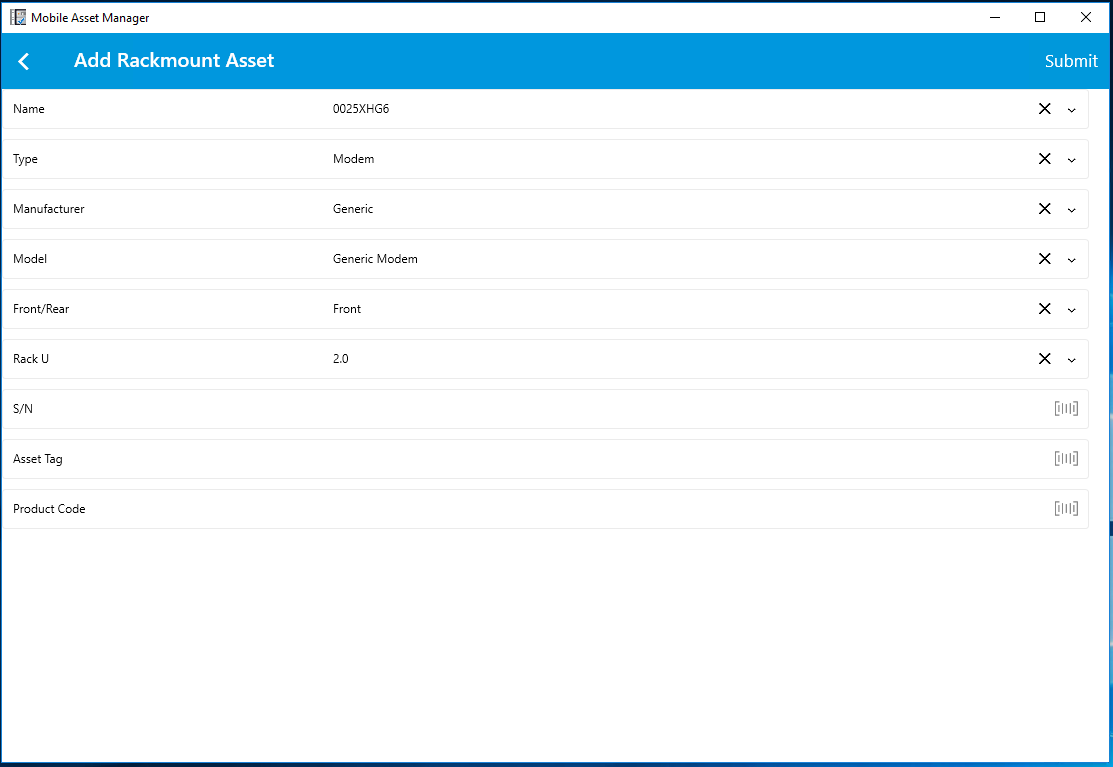 Mobile Asset Manager
Add Rackmount Asset Submit
Name 0025XHG6
Type Modem
Manufacturer Generic
Model Generic Modem
Front/Rear Front
Rack U 2.0
S/N
Asset Tag
Product Code